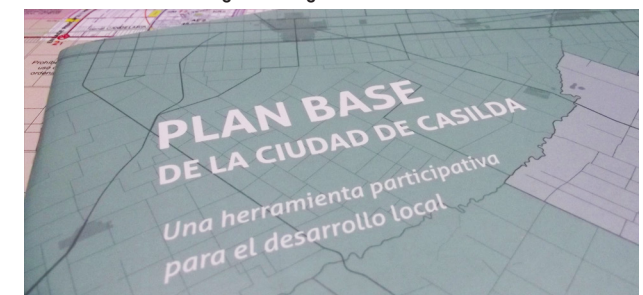 PLAN BASE
DE LA CIUDAD DE CASILDA
Una herramienta participativa
para el desarrollo local